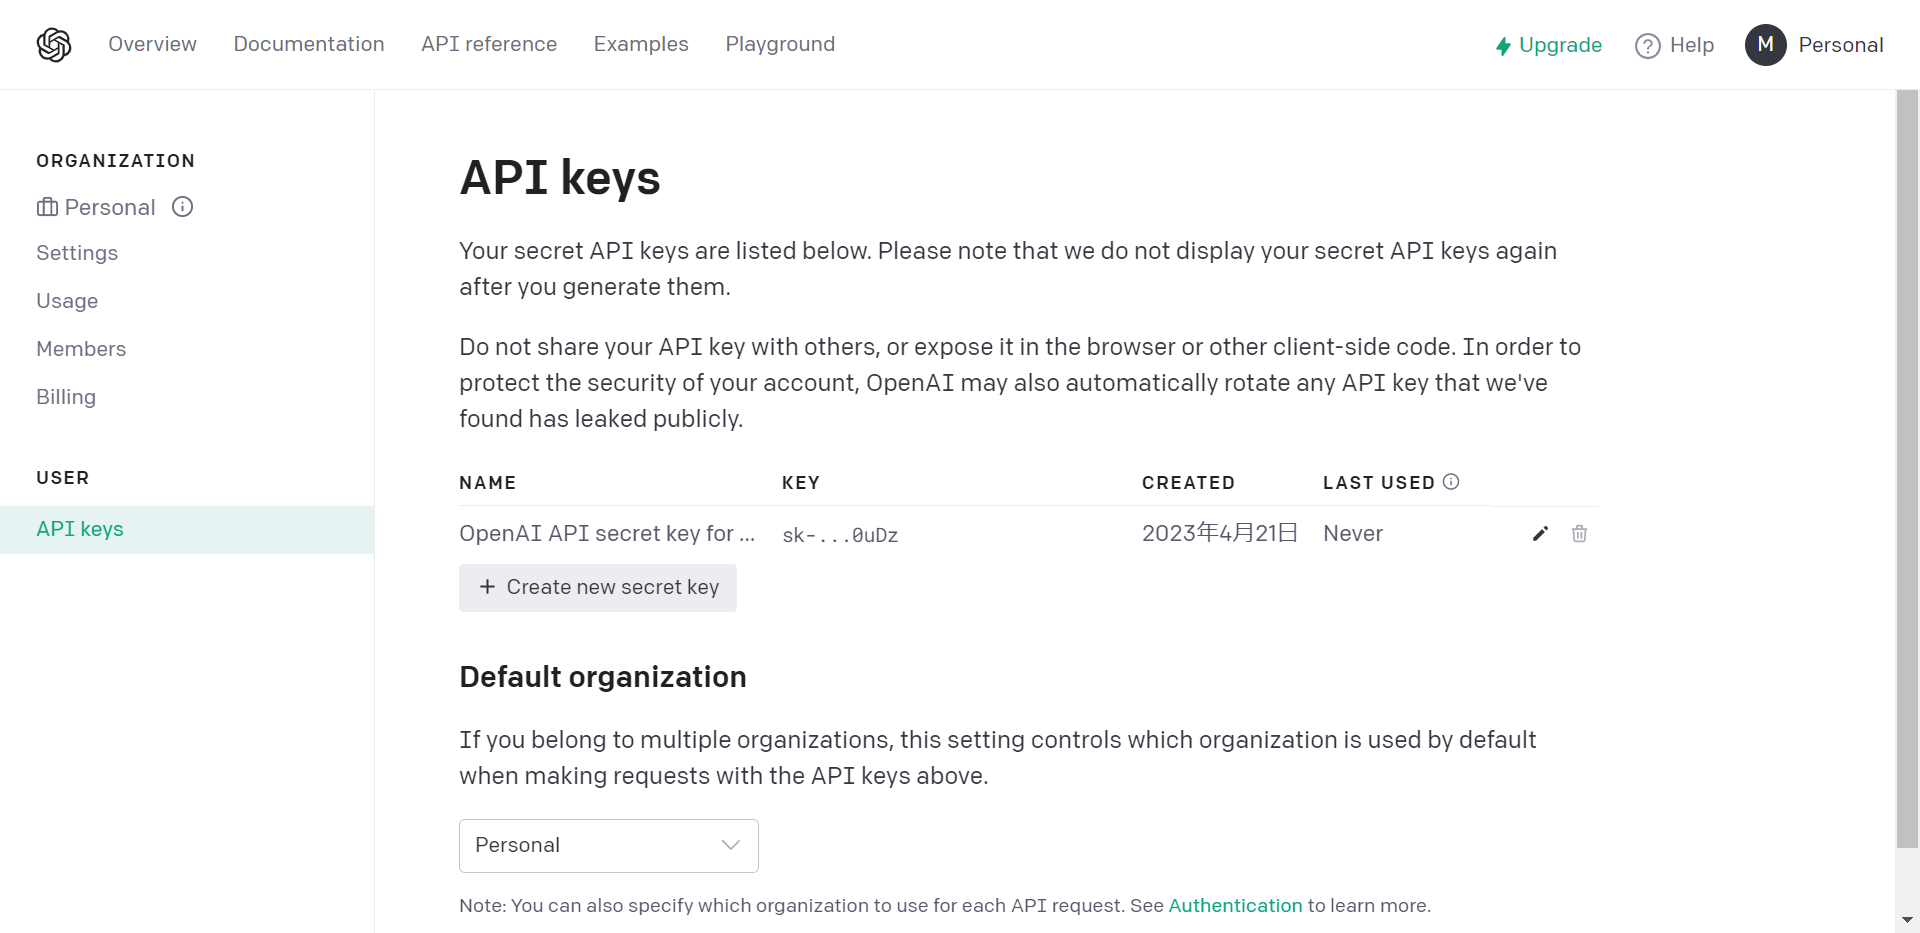 Overview Documentation API reference Examples Playground Upgrade Help M Personal
ORGANIZATION
Personal
Settings
Usage
Members
Billing
USER
API keys
API keys
Your secret API keys are listed below. Please note that we do not display your secret API keys again
after you generate them.
Do not share your API key with others, or expose it in the browser or other client-side code. In order to
protect the security of your account, OpenAI may also automatically rotate any API key that we've
found has leaked publicly.
NAME KEY CREATED LAST USED
OpenAI API secret key for ... sk-...0uDz 2023年4月21日 Never
+ Create new secret key
Default organization
If you belong to multiple organizations, this setting controls which organization is used by default
when making requests with the API keys above.
Personal
Note: You can also specify which organization to use for each API request. See Authentication to learn more.